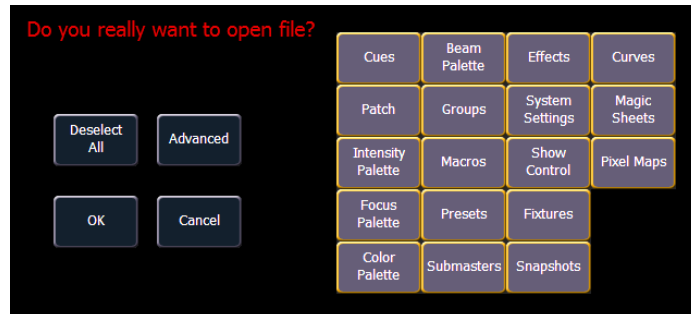 Do you really want to open file?
Deselect
All
Advanced
OK
Cancel
Cues
Beam
Palette
Effects
Curves
Patch
Groups
System
Settings
Magic
Sheets
Intensity
Palette
Macros
Show
Control
Pixel Maps
Focus
Palette
Presets
Fixtures
Color
Palette
Submasters
Snapshots